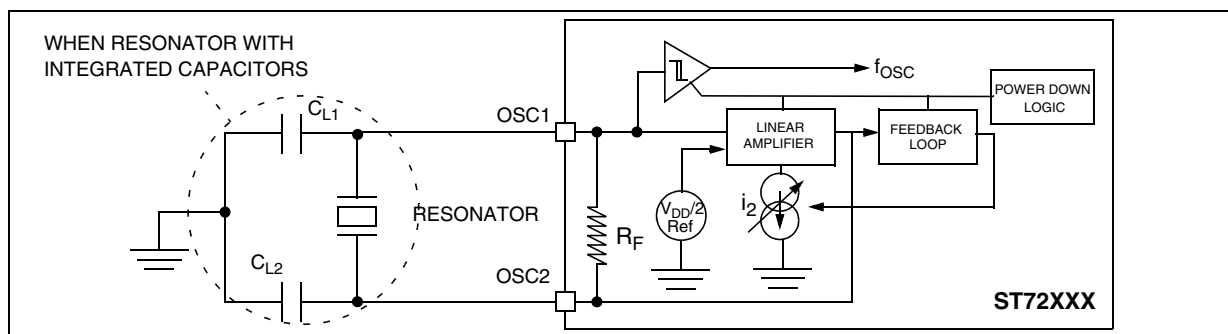 WHEN RESONATOR WITH
INTEGRATED CAPACITORS
CL1
OSC1
fOSC
POWER DOWN
LOGIC
LINEAR
AMPLIFIER
FEEDBACK
LOOP
RESONATOR
RF
VDD/2
Ref
i2
CL2
OSC2
ST72XXX